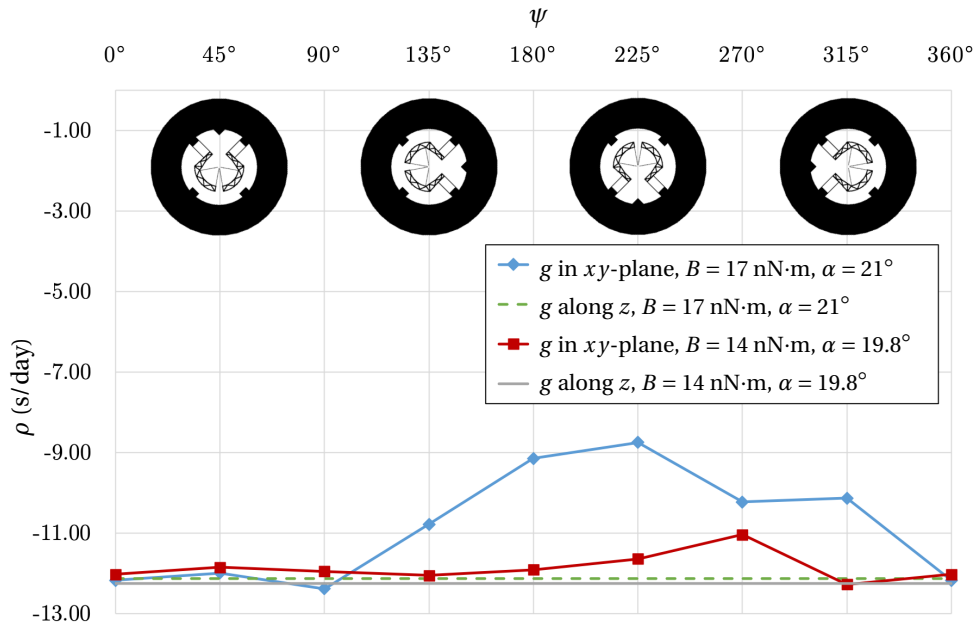 ψ
0° 45° 90° 135° 180° 225° 270° 315° 360°
-1.00
-3.00
-5.00
-7.00
-9.00
-11.00
-13.00
ρ (s/day)
g in xy-plane, B = 17 nN·m, α = 21°
g along z, B = 17 nN·m, α = 21°
g in xy-plane, B = 14 nN·m, α = 19.8°
g along z, B = 14 nN·m, α = 19.8°